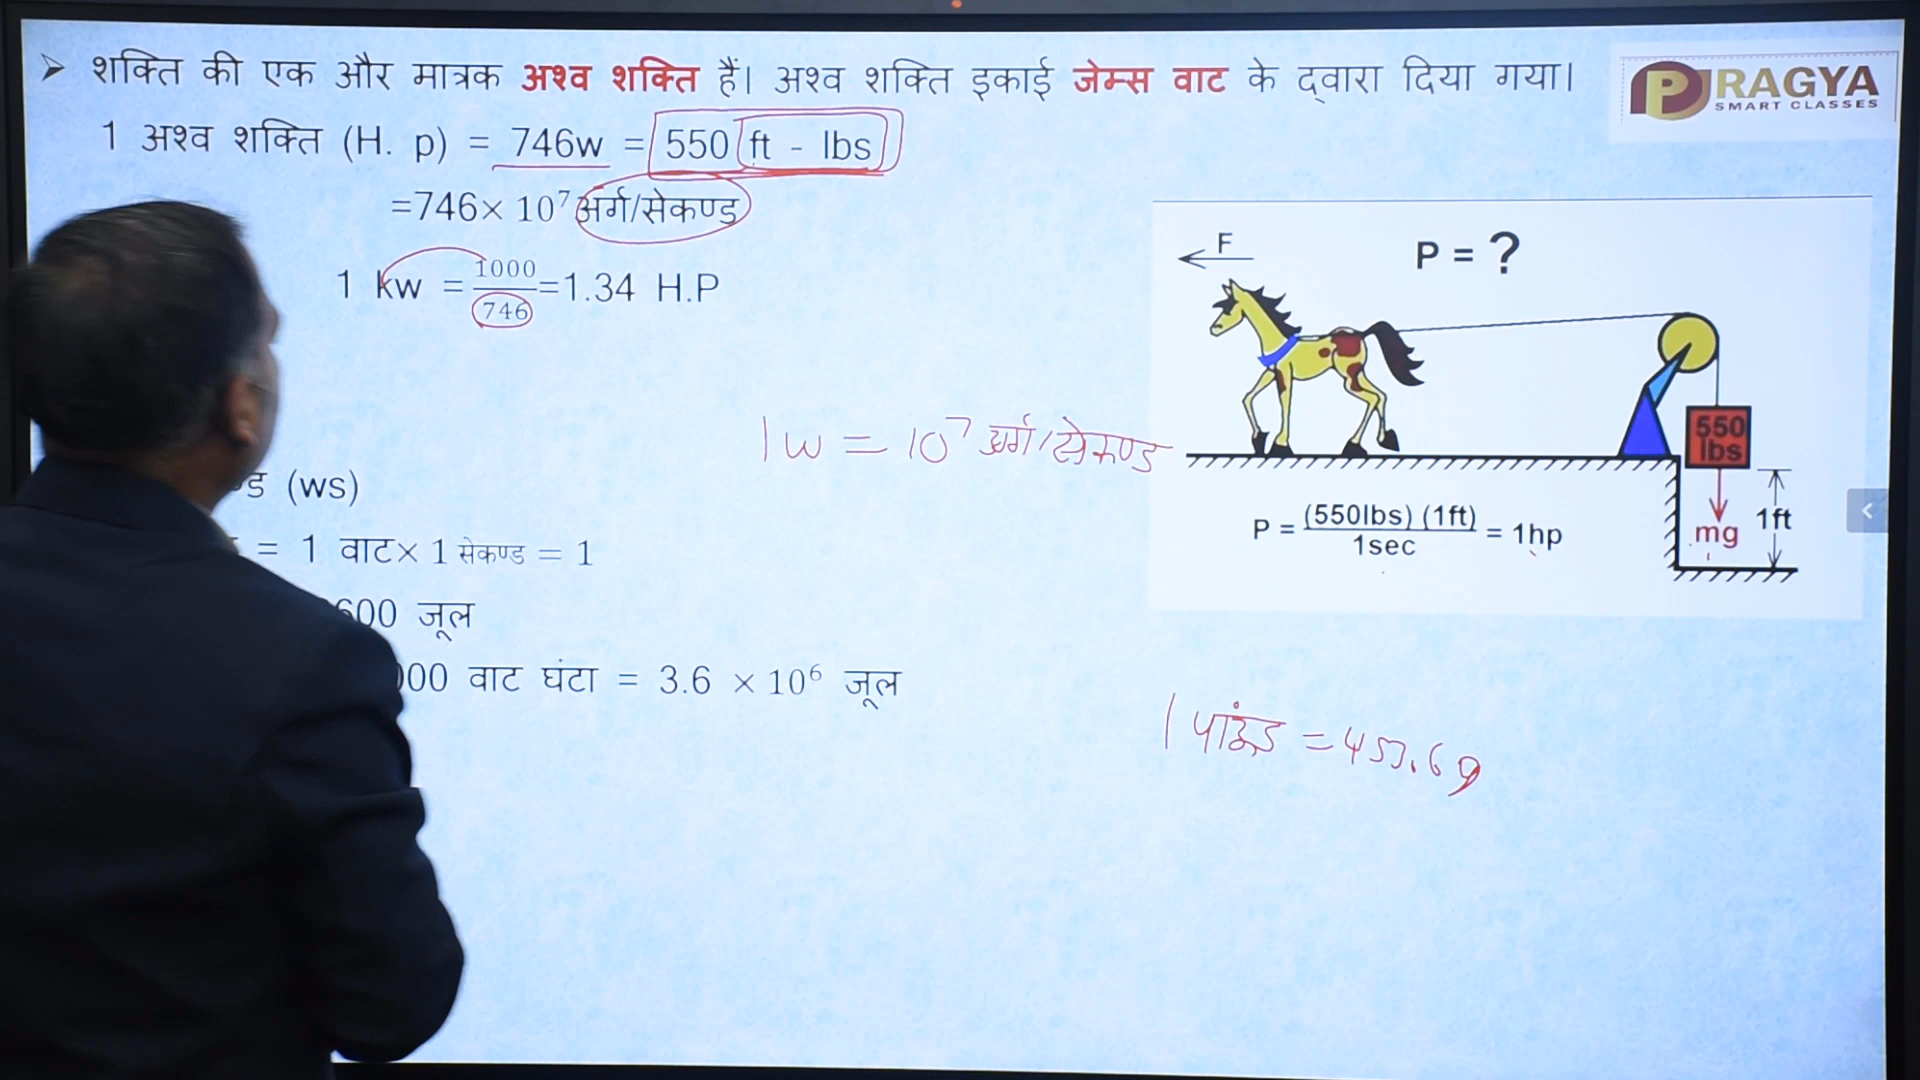 ➤ शक्ति की एक और मात्रक अश्व शक्ति हैं। अश्व शक्ति इकाई जेम्स वाट के द्वारा दिया गया।
PRAGYA
SMART CLASSES
1 अश्व शक्ति (H. p) = 746w = 550 ft - lbs
=746× 10⁷ अर्ग/सेकण्ड
1 kw = 1000/746 =1.34 H.P
F
P = ?
1 w = 10⁷ अर्ग/सेकण्ड
550
lbs
(ws)
P = (550lbs) (1ft)/1sec = 1hp
mg
1ft
= 1 वाट× 1 सेकण्ड = 1
600 जूल
000 वाट घंटा = 3.6 × 10⁶ जूल
1 पाउंड = 453.6 g